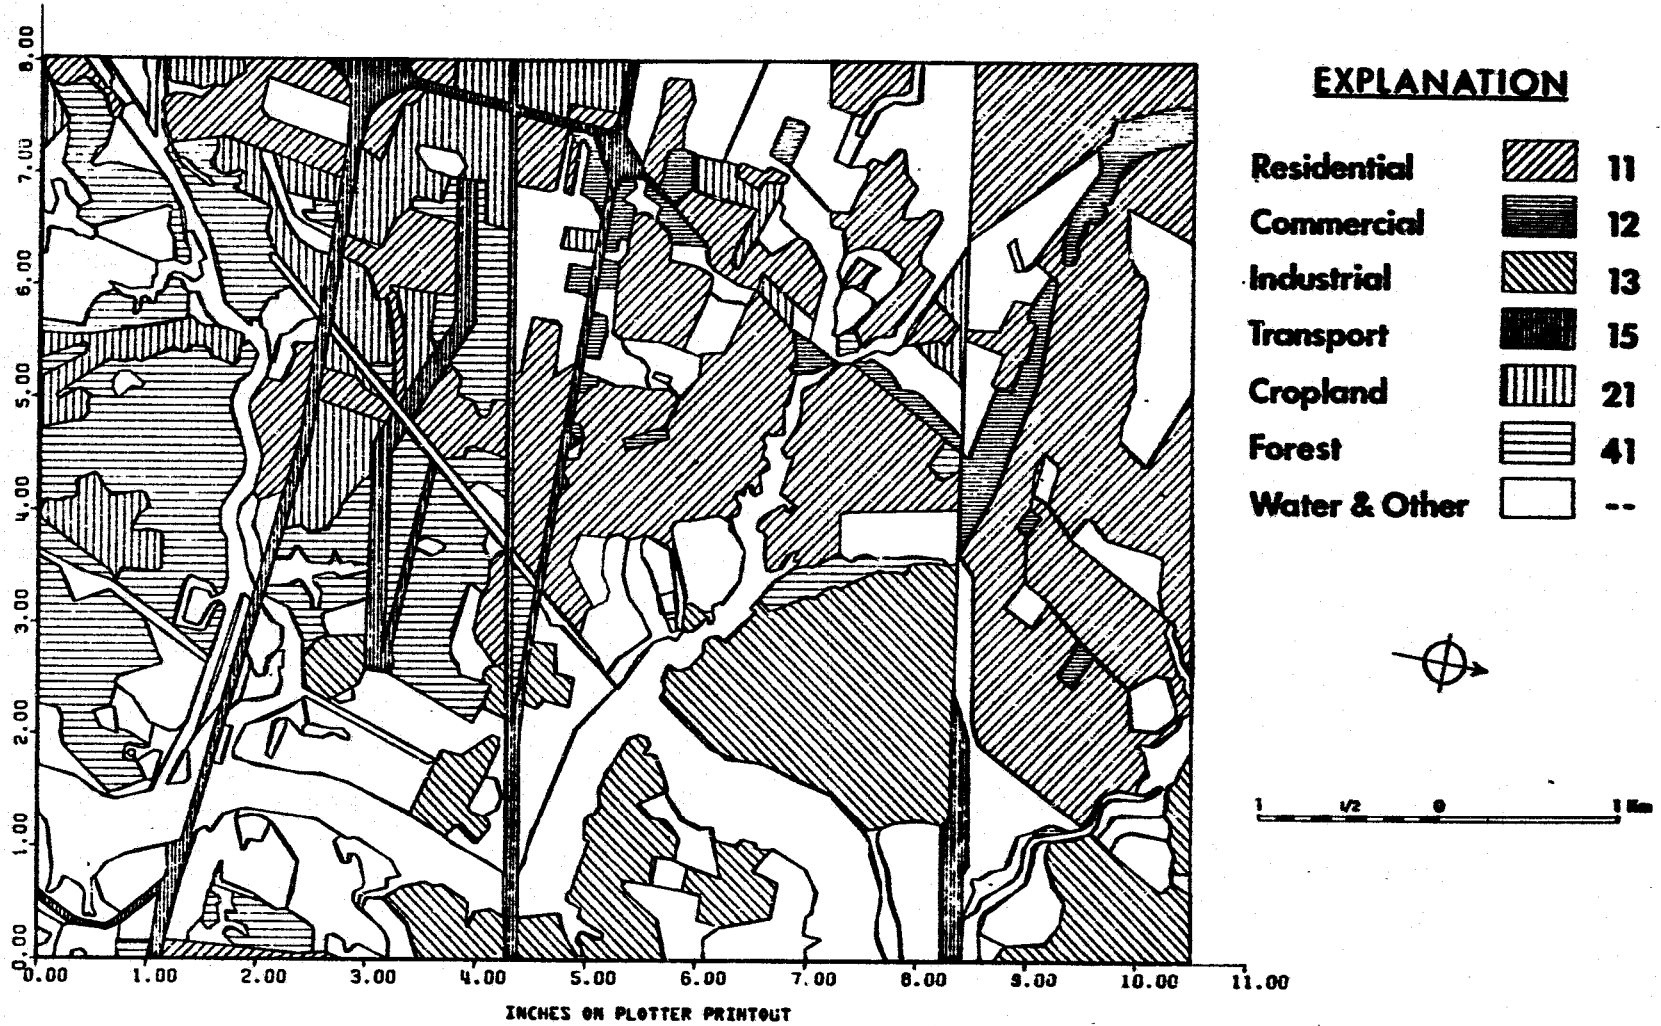 EXPLANATION
Residential 11
Commercial 12
Industrial 13
Transport 15
Cropland 21
Forest 41
Water & Other --
1 1/2 0 1 Km
8.00
7.00
6.00
5.00
4.00
3.00
2.00
1.00
0.00
0.00 1.00 2.00 3.00 4.00 5.00 6.00 7.00 8.00 9.00 10.00 11.00
INCHES ON PLOTTER PRINTOUT